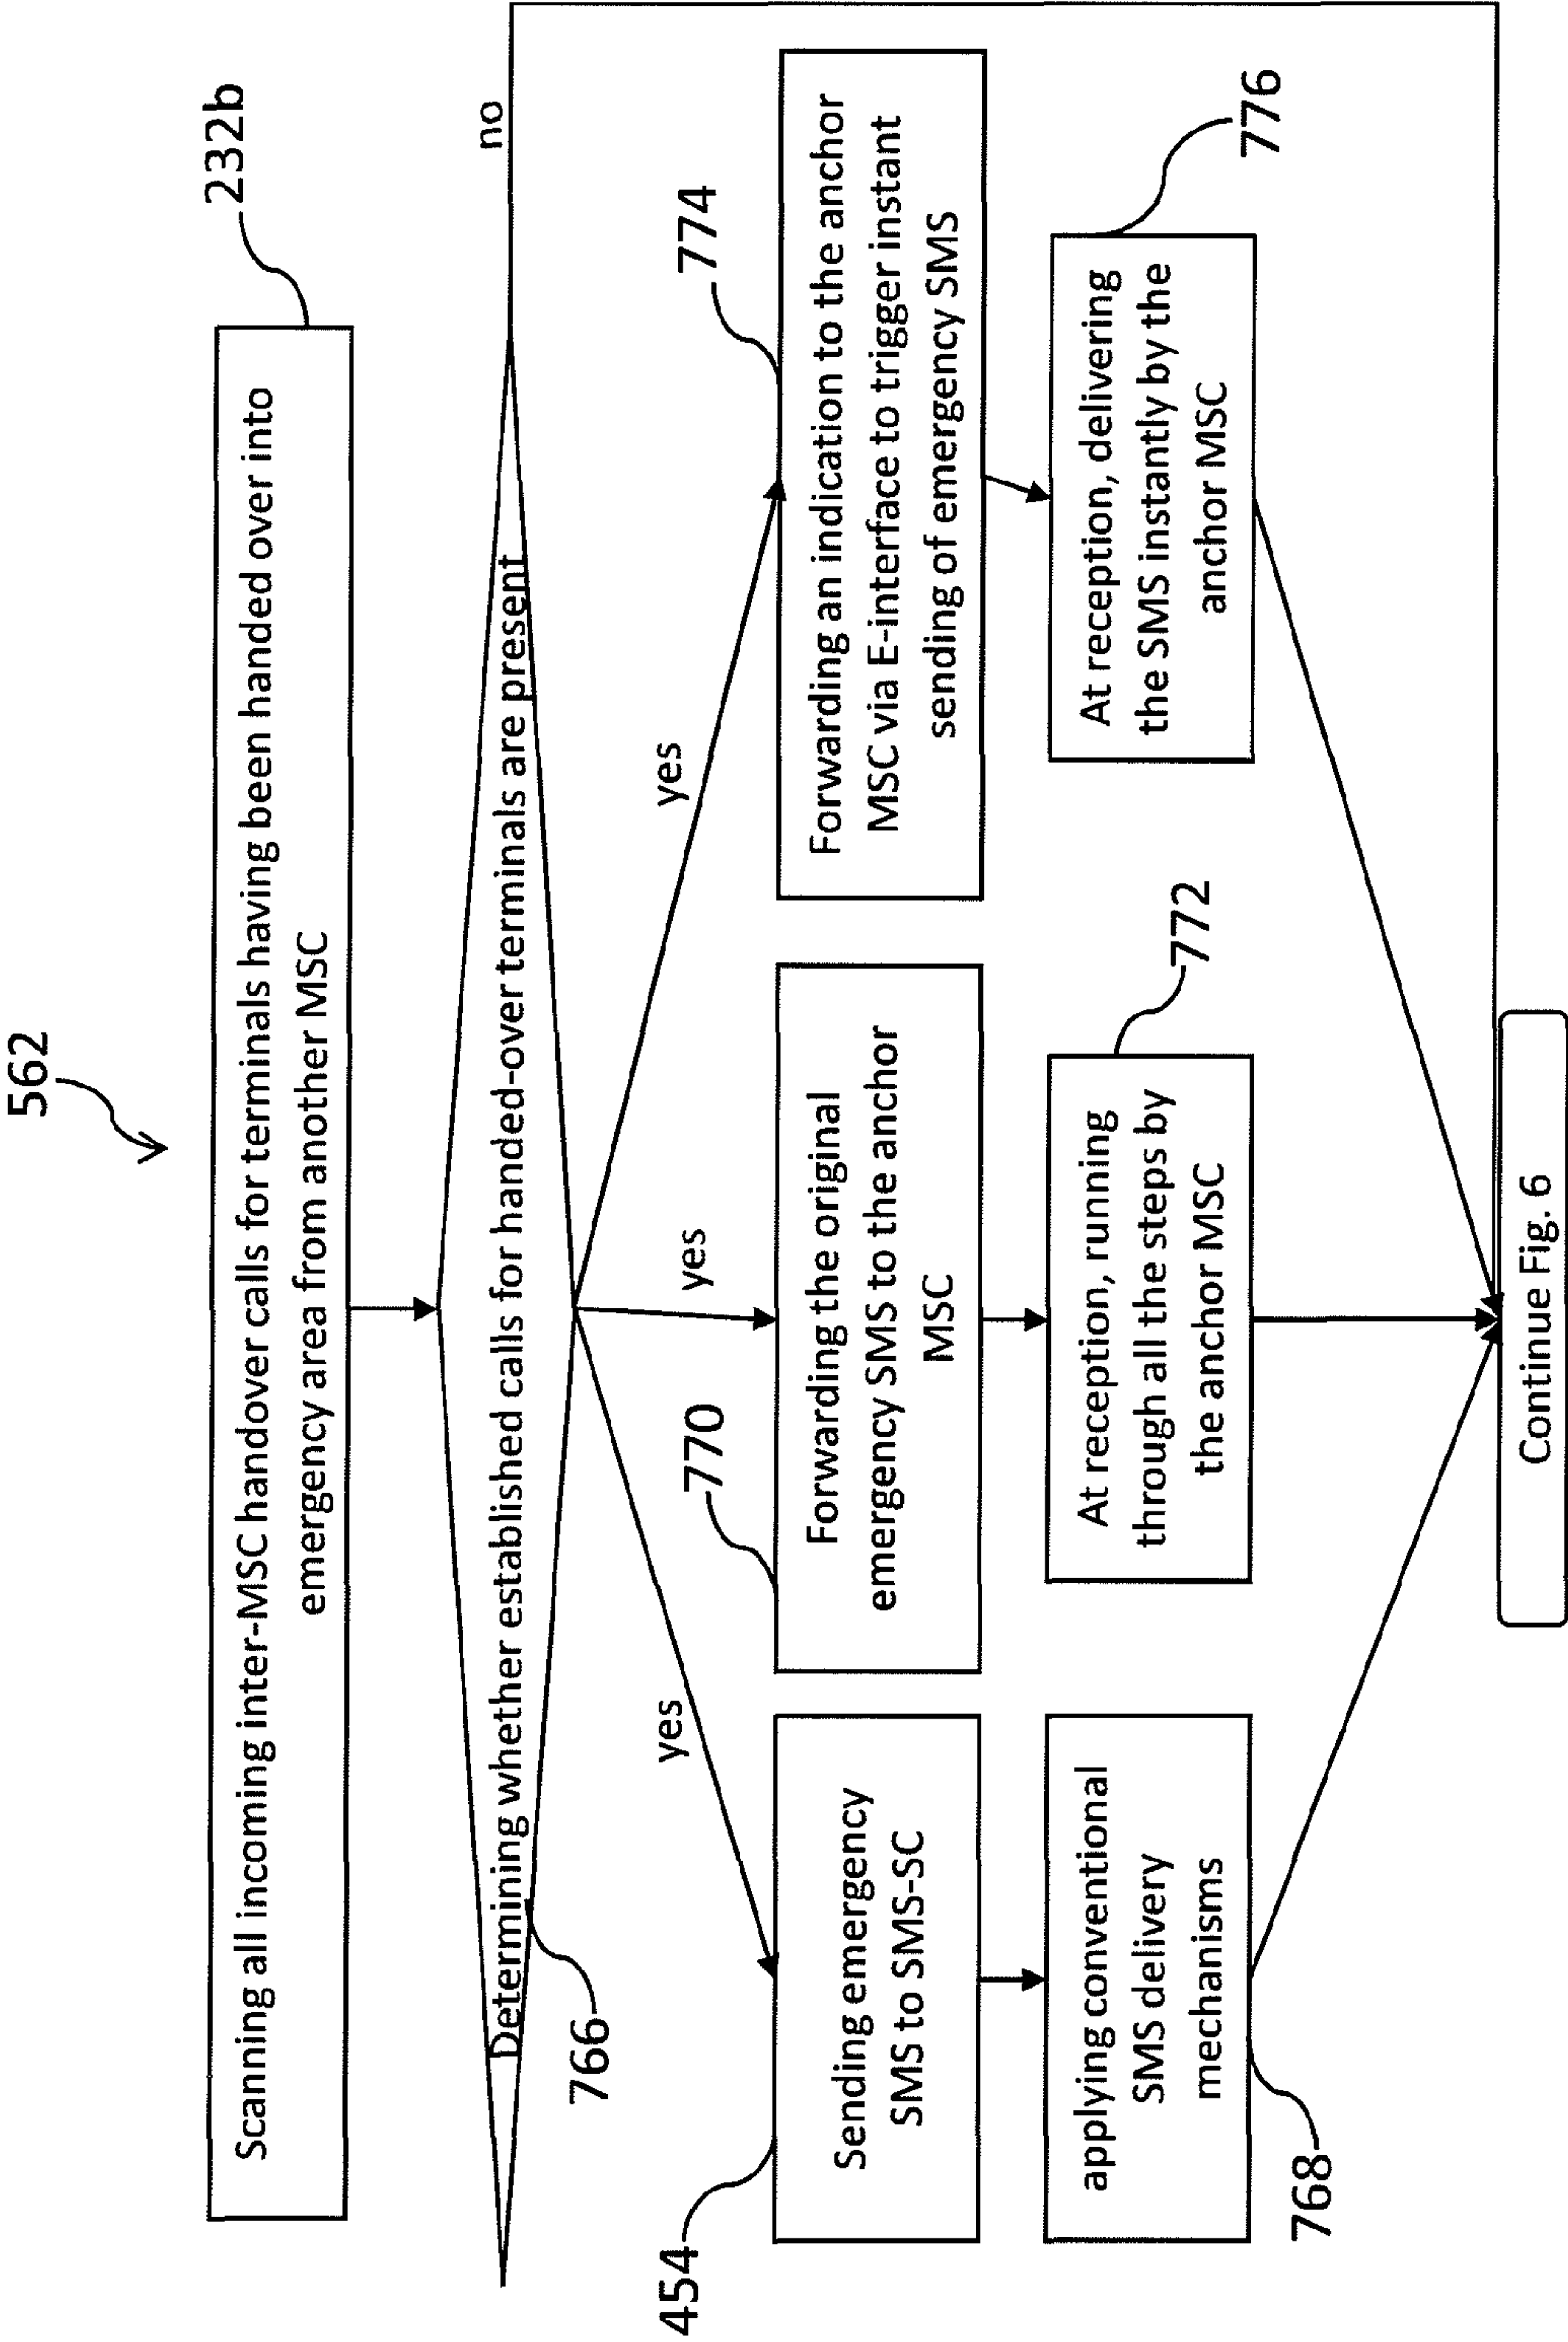 562
232b
Scanning all incoming inter-MSC handover calls for terminals having been handed over into
emergency area from another MSC
no
Determining whether established calls for handed-over terminals are present
766
yes
yes
yes
454
Sending emergency
SMS to SMS-SC
770
Forwarding the original
emergency SMS to the anchor
MSC
774
Forwarding an indication to the anchor
MSC via E-interface to trigger instant
sending of emergency SMS
applying conventional
SMS delivery
mechanisms
768
At reception, running
through all the steps by
the anchor MSC
772
At reception, delivering
the SMS instantly by the
anchor MSC
776
Continue Fig. 6